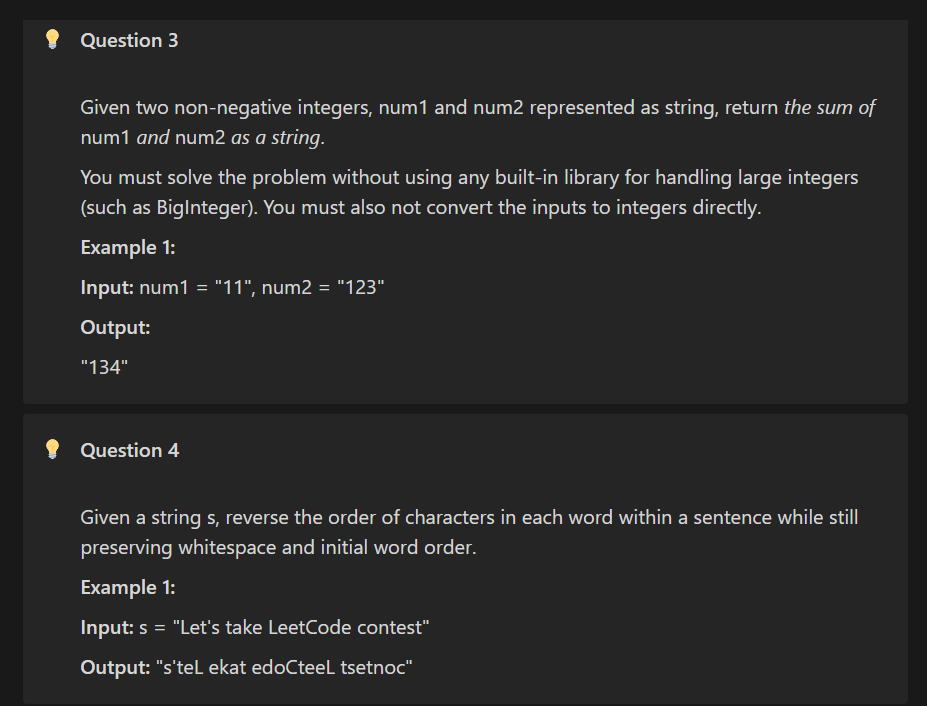 Question 3
Given two non-negative integers, num1 and num2 represented as string, return the sum of
num1 and num2 as a string.
You must solve the problem without using any built-in library for handling large integers
(such as BigInteger). You must also not convert the inputs to integers directly.
Example 1:
Input: num1 = "11", num2 = "123"
Output:
"134"
Question 4
Given a string s, reverse the order of characters in each word within a sentence while still
preserving whitespace and initial word order.
Example 1:
Input: s = "Let's take LeetCode contest"
Output: "s'teL ekat edoCteeL tsetnoc"